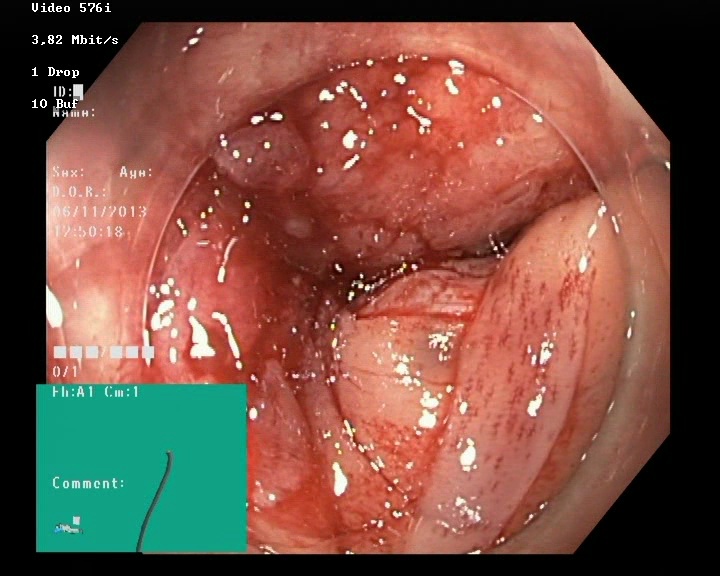 Video 576i
3,82 Mbit/s
1 Drop
ID:
10 Buf
Name:
Sex: Age:
D.O.R.:
06/11/2013
12:50:18
0/1
Eh:A1 Cm:1
Comment: